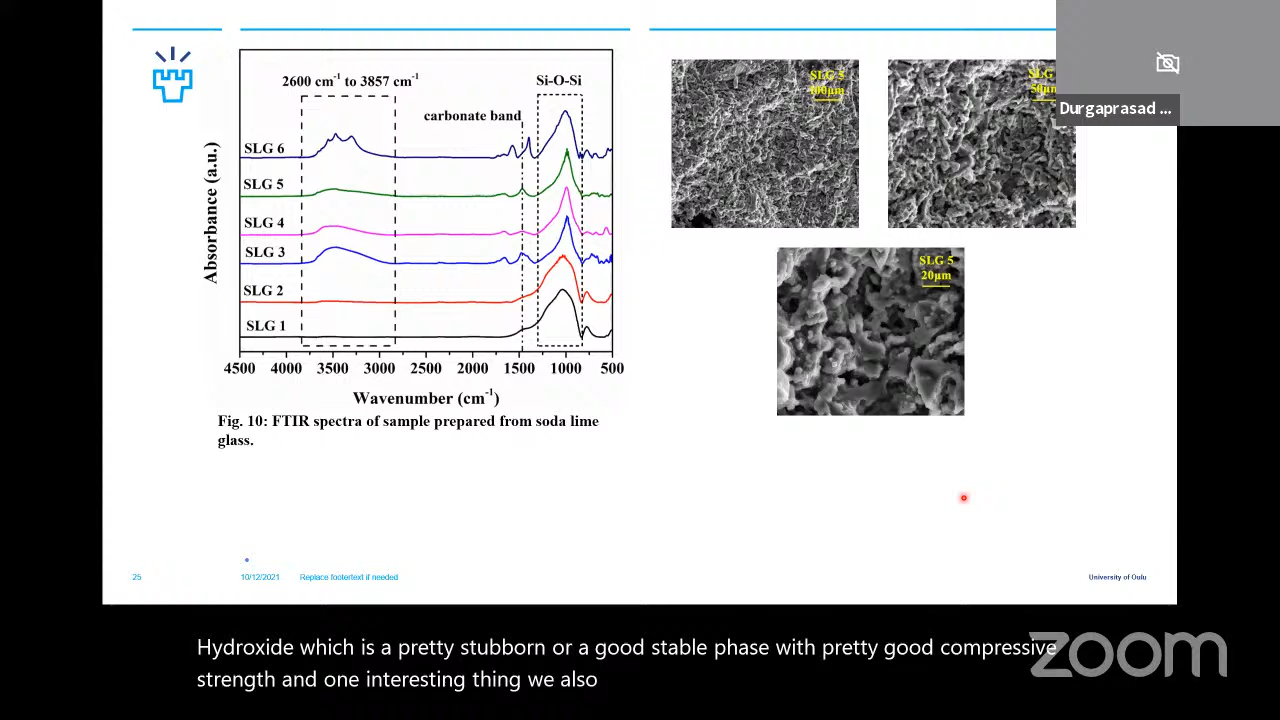 2600 cm-1 to 3857 cm-1
Si-O-Si
carbonate band
SLG 6
SLG 5
SLG 4
SLG 3
SLG 2
SLG 1
Absorbance (a.u.)
4500 4000 3500 3000 2500 2000 1500 1000 500
Wavenumber (cm-1)
Fig. 10: FTIR spectra of sample prepared from soda lime
glass.
SLG 5
100µm
SLG
50µm
SLG 5
20µm
Durgaprasad ...
25
10/12/2021
Replace footertext if needed
University of Oulu
Hydroxide which is a pretty stubborn or a good stable phase with pretty good compressive
strength and one interesting thing we also
zoom